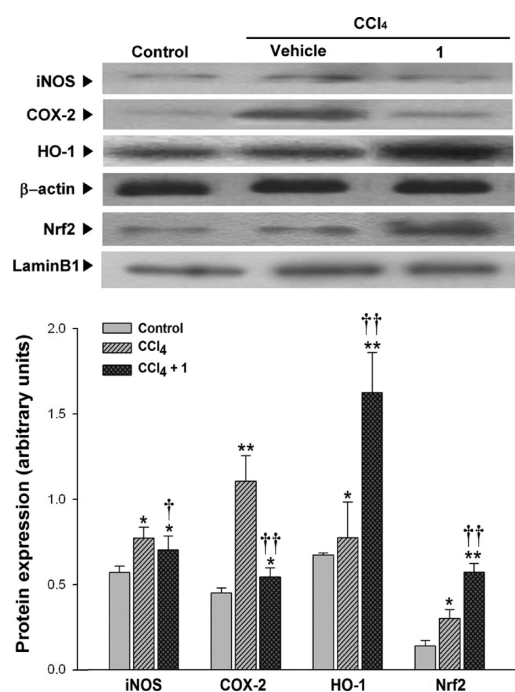 CCl₄
Control Vehicle 1
iNOS
COX-2
HO-1
β-actin
Nrf2
LaminB1
Protein expression (arbitrary units)
2.0
1.5
1.0
0.5
0.0
Control
CCl₄
CCl₄ + 1
* † *
** †† *
* †† **
* †† **
iNOS COX-2 HO-1 Nrf2